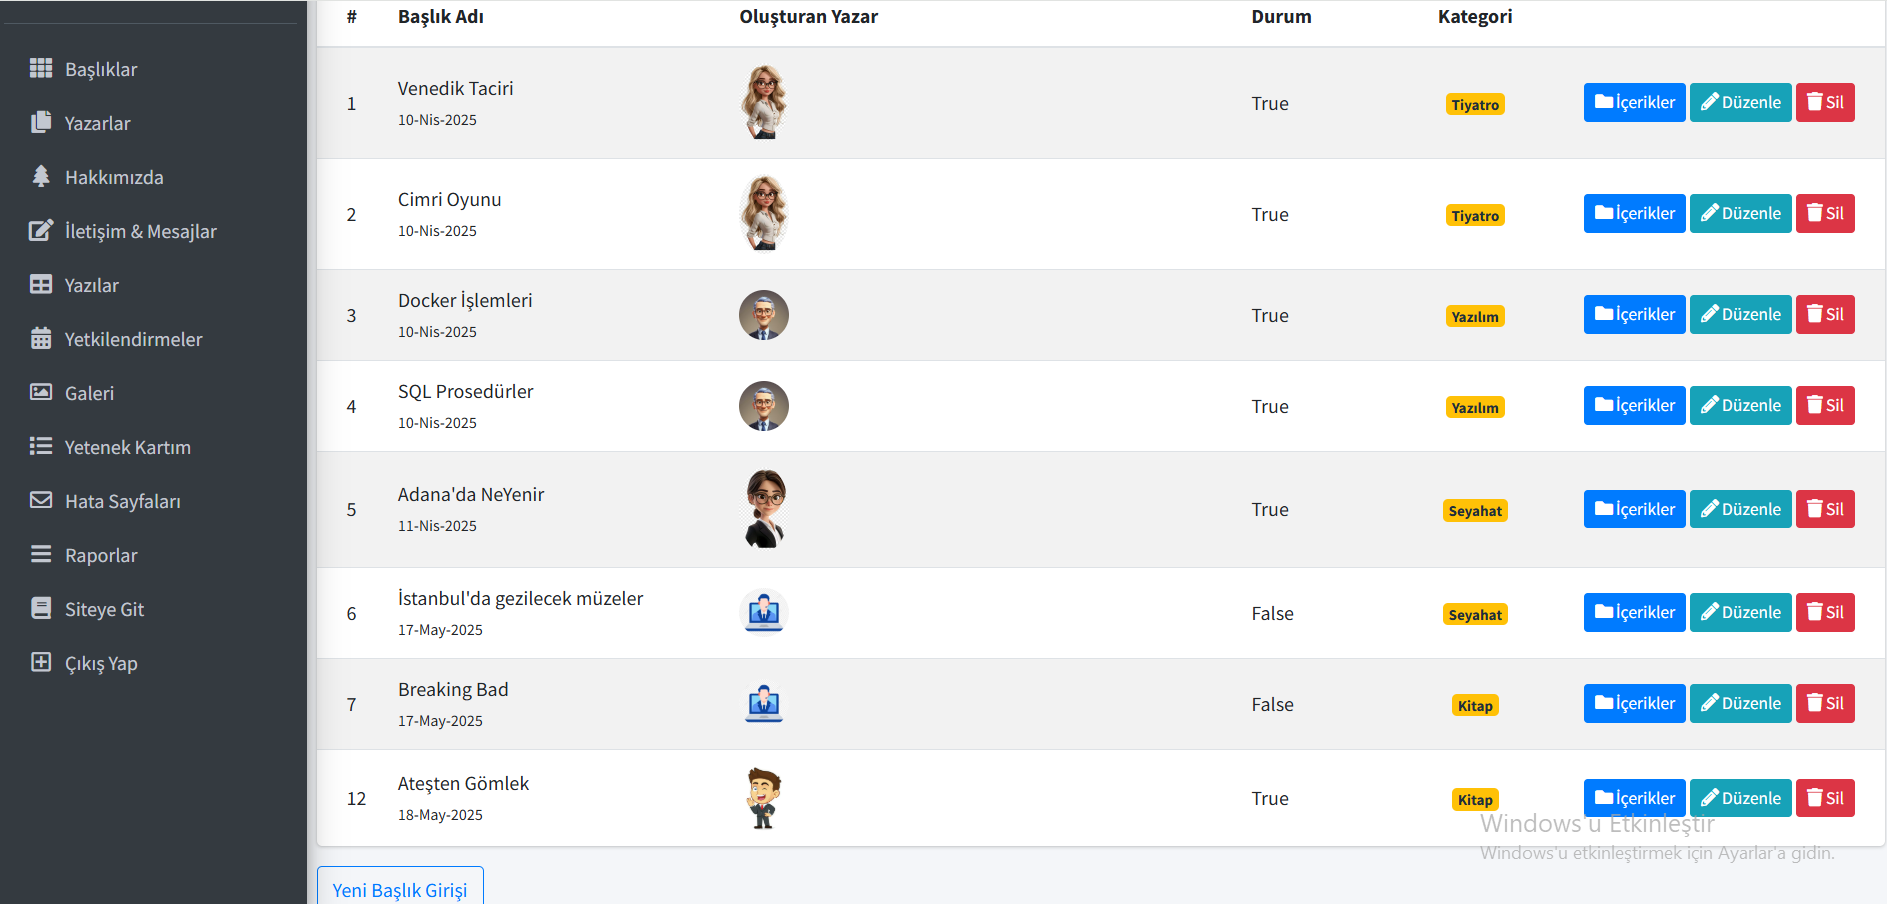 # Başlık Adı Oluşturan Yazar Durum Kategori
Başlıklar
Yazarlar
Hakkımızda
İletişim & Mesajlar
Yazılar
Yetkilendirmeler
Galeri
Yetenek Kartım
Hata Sayfaları
Raporlar
Siteye Git
Çıkış Yap
1 Venedik Taciri True Tiyatro İçerikler Düzenle Sil
10-Nis-2025
2 Cimri Oyunu True Tiyatro İçerikler Düzenle Sil
10-Nis-2025
3 Docker İşlemleri True Yazılım İçerikler Düzenle Sil
10-Nis-2025
4 SQL Prosedürler True Yazılım İçerikler Düzenle Sil
10-Nis-2025
5 Adana'da NeYenir True Seyahat İçerikler Düzenle Sil
11-Nis-2025
6 İstanbul'da gezilecek müzeler False Seyahat İçerikler Düzenle Sil
17-May-2025
7 Breaking Bad False Kitap İçerikler Düzenle Sil
17-May-2025
12 Ateşten Gömlek True Kitap İçerikler Düzenle Sil
18-May-2025
Yeni Başlık Girişi
Windows'u Etkinleştir
Windows'u etkinleştirmek için Ayarlar'a gidin.